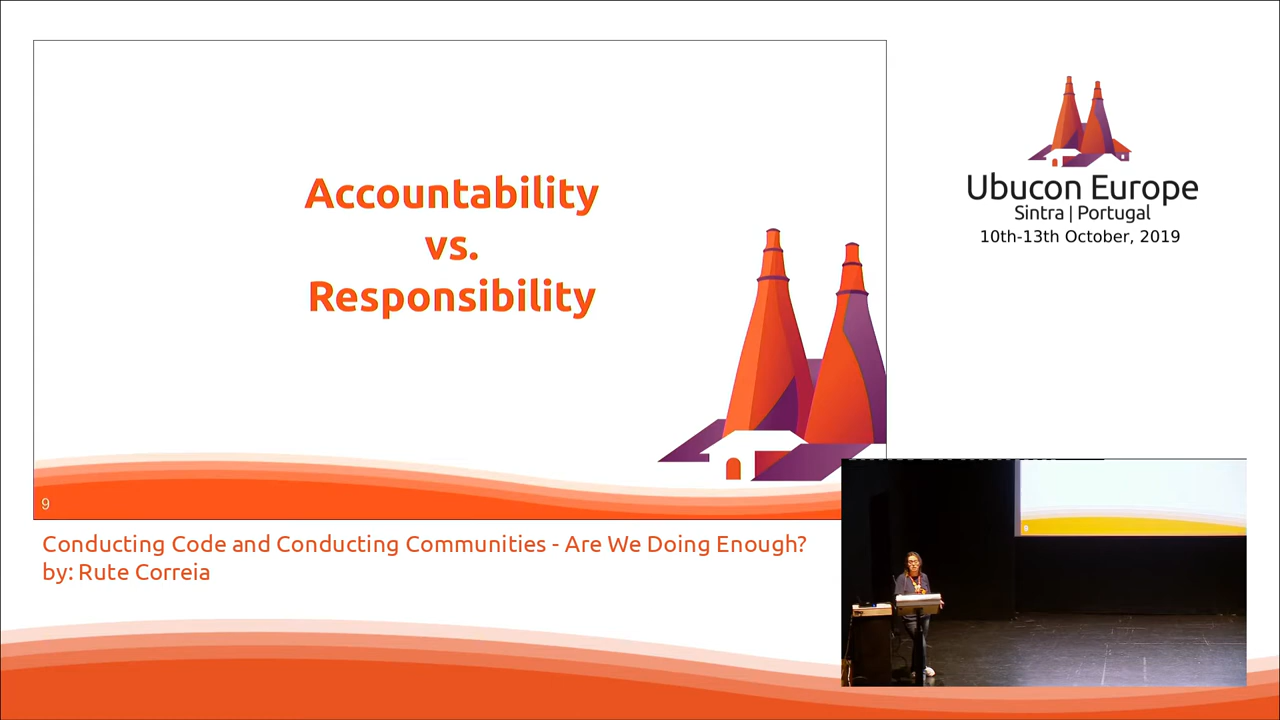 Accountability
vs.
Responsibility
9
Conducting Code and Conducting Communities - Are We Doing Enough?
by: Rute Correia
Ubucon Europe
Sintra | Portugal
10th-13th October, 2019
9